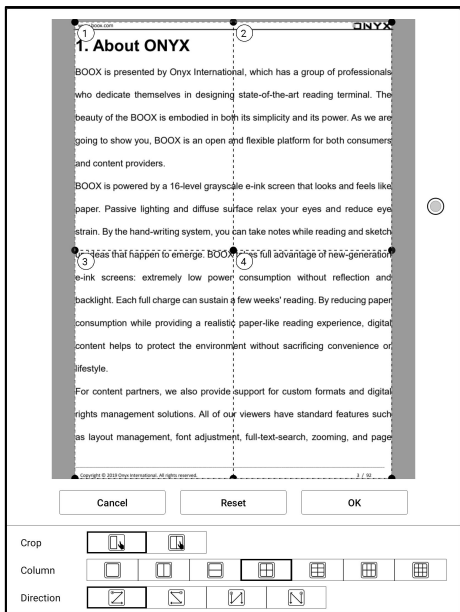 www.boox.com
ONYX
1
2
1. About ONYX
BOOX is presented by Onyx International, which has a group of professionals
who dedicate themselves in designing state-of-the-art reading terminal. The
beauty of the BOOX is embodied in both its simplicity and its power. As we are
going to show you, BOOX is an open and flexible platform for both consumers
and content providers.
BOOX is powered by a 16-level grayscale e-ink screen that looks and feels like
paper. Passive lighting and diffuse surface relax your eyes and reduce eye
strain. By the hand-writing system, you can take notes while reading and sketch
ideas that happen to emerge. BOOX takes full advantage of new-generation
3
4
e-ink screens: extremely low power consumption without reflection and
backlight. Each full charge can sustain a few weeks' reading. By reducing paper
consumption while providing a realistic paper-like reading experience, digital
content helps to protect the environment without sacrificing convenience or
lifestyle.
For content partners, we also provide support for custom formats and digital
rights management solutions. All of our viewers have standard features such
as layout management, font adjustment, full-text-search, zooming, and page
Copyright © 2019 Onyx International. All rights reserved.
3 / 92
Cancel
Reset
OK
Crop
Column
Direction